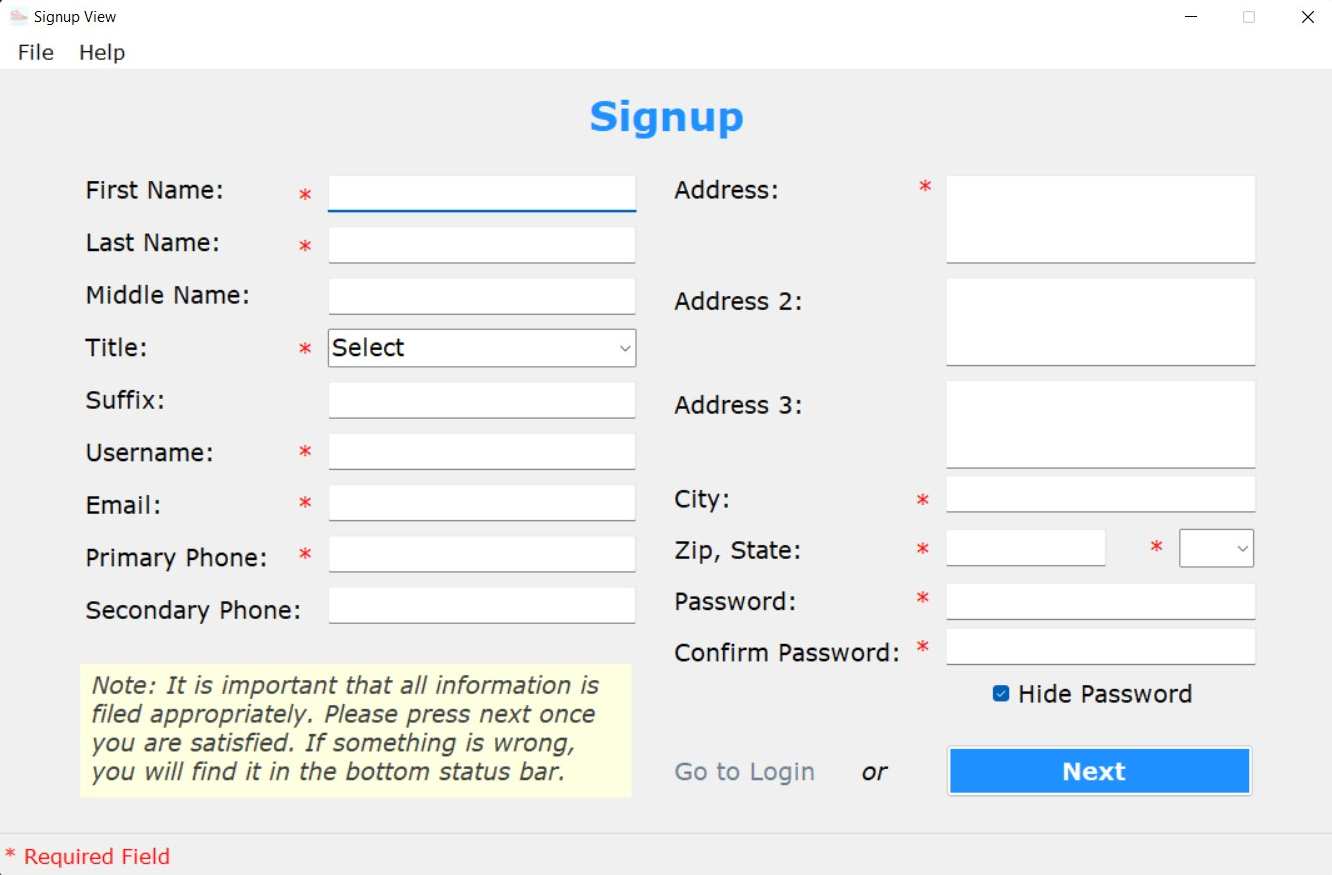 Signup View
File Help
Signup
First Name: *
Last Name: *
Middle Name:
Title: * Select
Suffix:
Username: *
Email: *
Primary Phone: *
Secondary Phone:
Note: It is important that all information is
filed appropriately. Please press next once
you are satisfied. If something is wrong,
you will find it in the bottom status bar.
Address: *
Address 2:
Address 3:
City: *
Zip, State: * *
Password: *
Confirm Password: *
Hide Password
Go to Login or Next
* Required Field